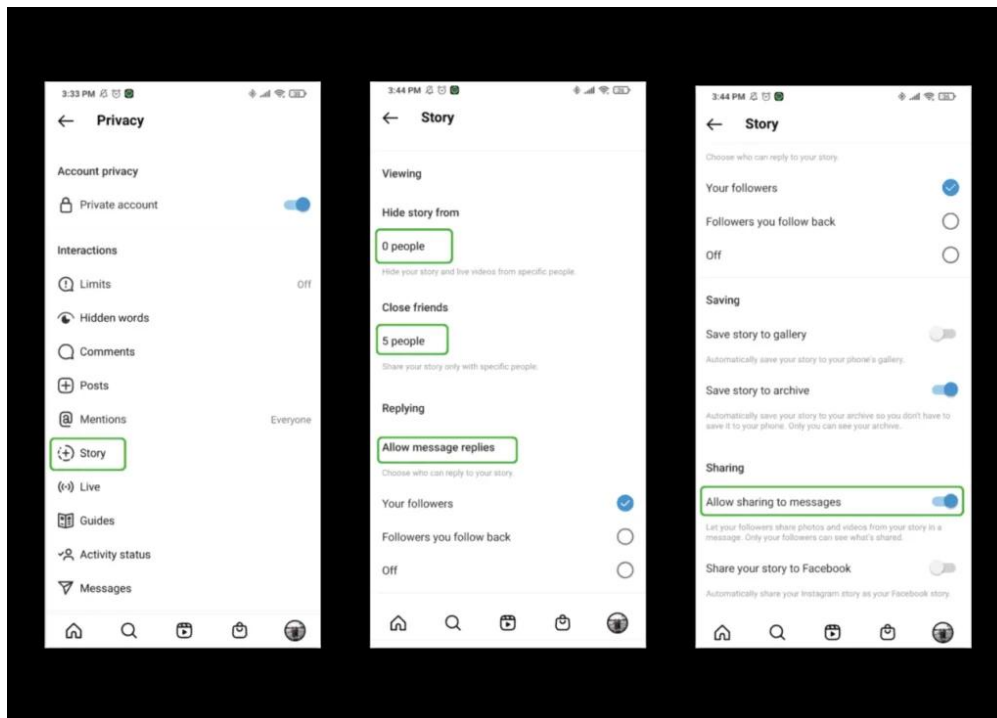 3:33 PM
Privacy
Account privacy
Private account
Interactions
Limits Off
Hidden words
Comments
Posts
Mentions Everyone
Story
Live
Guides
Activity status
Messages
3:44 PM
Story
Viewing
Hide story from
0 people
Hide your story and live videos from specific people.
Close friends
5 people
Share your story only with specific people.
Replying
Allow message replies
Choose who can reply to your story.
Your followers
Followers you follow back
Off
3:44 PM
Story
Choose who can reply to your story.
Your followers
Followers you follow back
Off
Saving
Save story to gallery
Automatically save your story to your phone's gallery.
Save story to archive
Automatically save your story to your archive so you don't have to
save it to your phone. Only you can see your archive.
Sharing
Allow sharing to messages
Let your followers share photos and videos from your story in a
message. Only your followers can see what's shared.
Share your story to Facebook
Automatically share your Instagram story as your Facebook story.